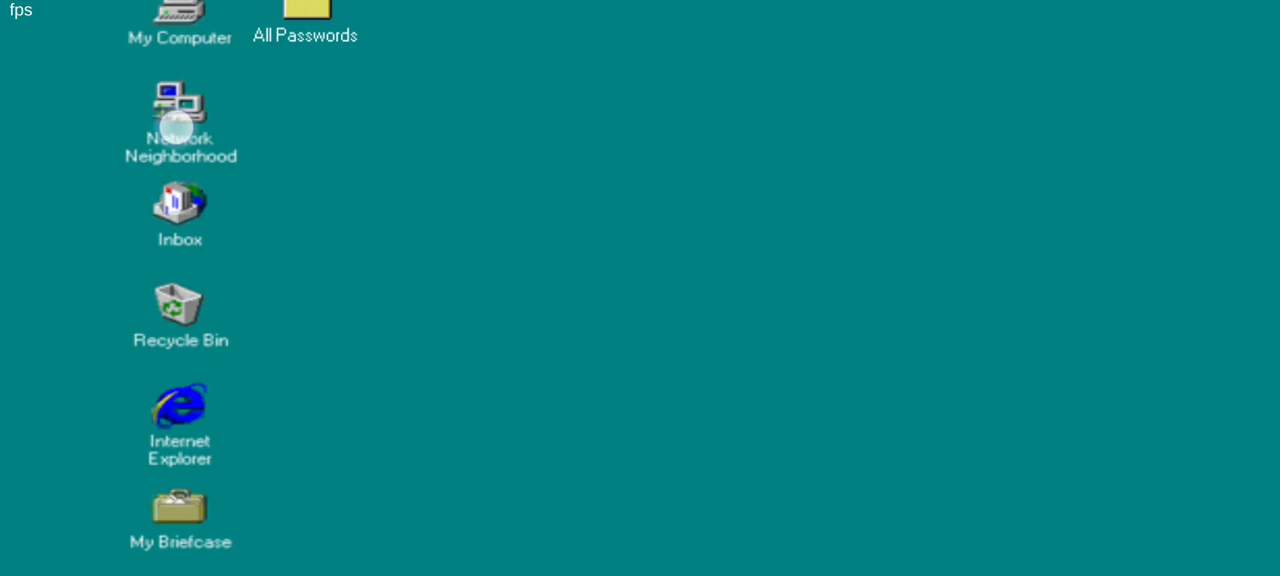 fps
My Computer
All Passwords
Network
Neighborhood
Inbox
Recycle Bin
Internet
Explorer
My Briefcase